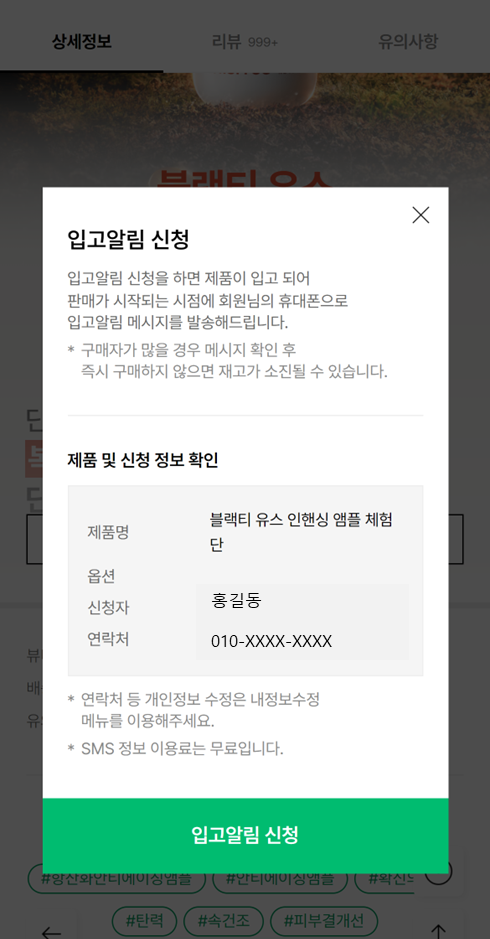 상세정보 리뷰 999+ 유의사항
블랙티 유스
입고알림 신청
입고알림 신청을 하면 제품이 입고 되어
판매가 시작되는 시점에 회원님의 휴대폰으로
입고알림 메시지를 발송해드립니다.
* 구매자가 많을 경우 메시지 확인 후
즉시 구매하지 않으면 재고가 소진될 수 있습니다.
제품 및 신청 정보 확인
제품명 블랙티 유스 인핸싱 앰플 체험
단
옵션
신청자 홍길동
연락처 010-XXXX-XXXX
* 연락처 등 개인정보 수정은 내정보수정
메뉴를 이용해주세요.
* SMS 정보 이용료는 무료입니다.
입고알림 신청
#항산화안티에이징앰플 #안티에이징앰플
#탄력 #속건조 #피부결개선